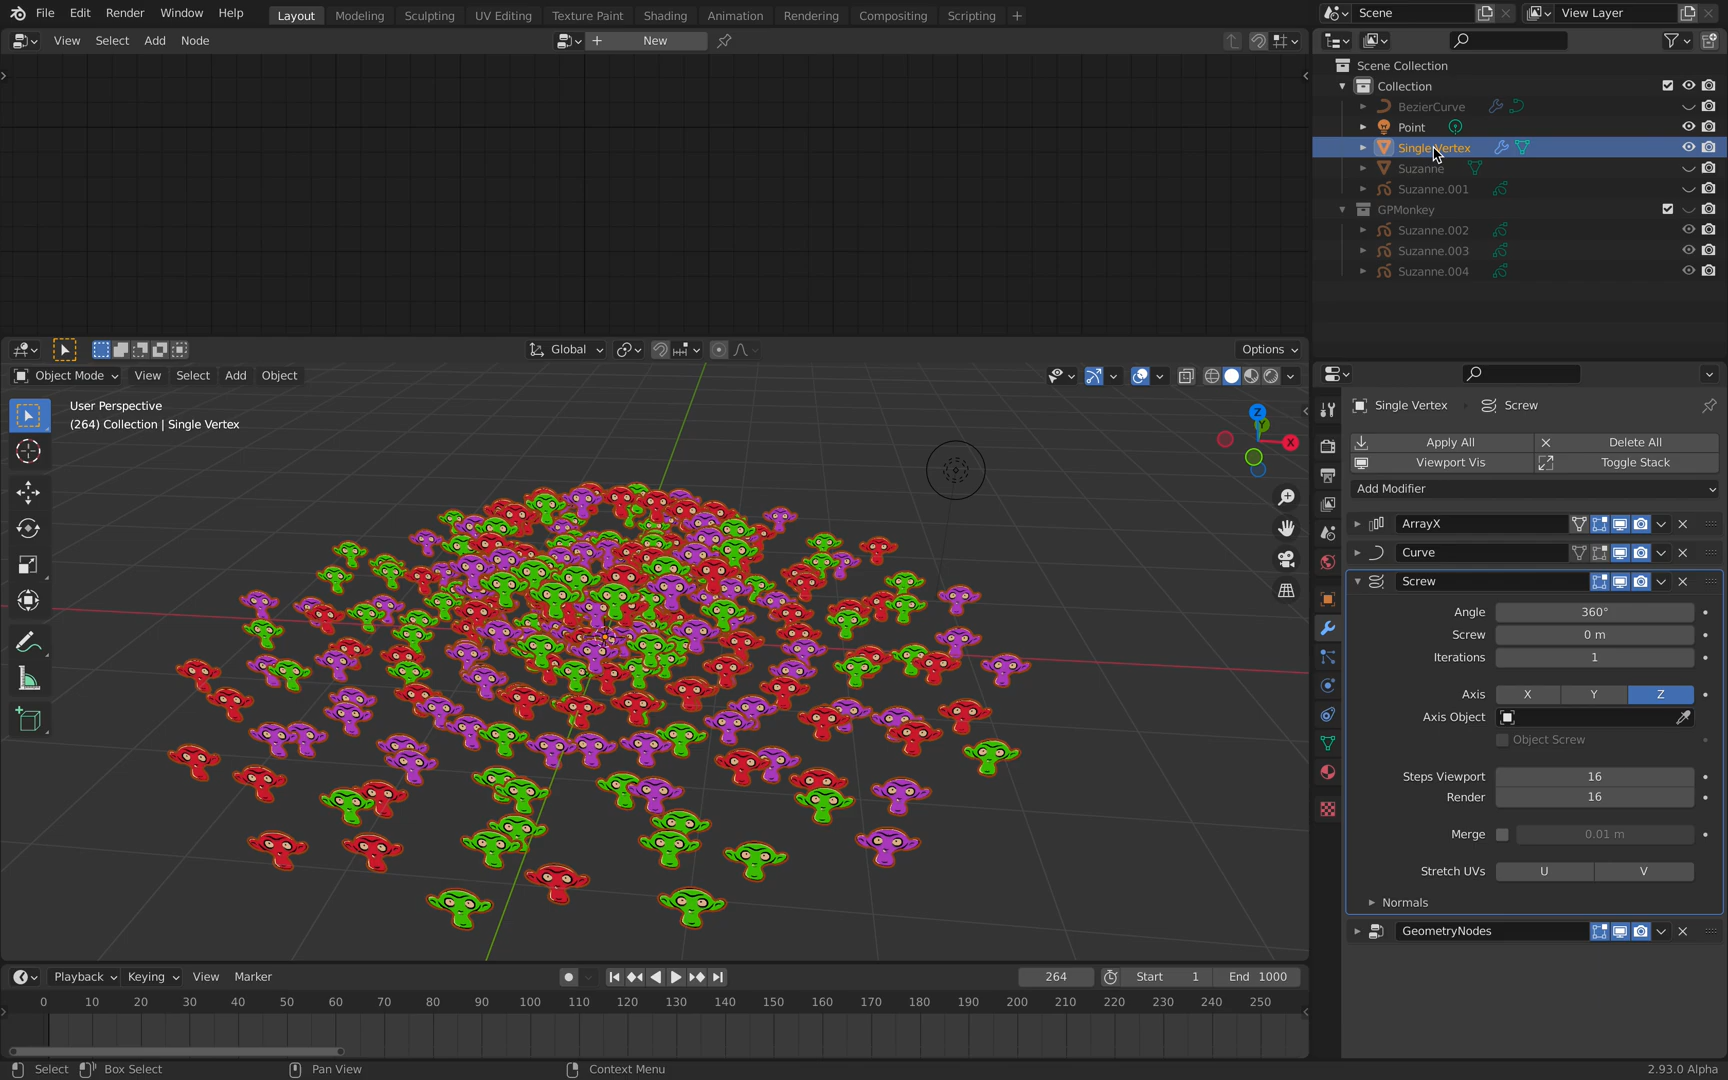 File Edit Render Window Help Layout Modeling Sculpting UV Editing Texture Paint Shading Animation Rendering Compositing Scripting + Scene View Layer
View Select Add Node + New
Scene Collection
Collection
BezierCurve
Point
Single Vertex
Suzanne
Suzanne.001
GPMonkey
Suzanne.002
Suzanne.003
Suzanne.004
Global Options
Object Mode View Select Add Object
User Perspective
(264) Collection | Single Vertex
Z
Y
X
Single Vertex Screw
Apply All Delete All
Viewport Vis Toggle Stack
Add Modifier
ArrayX
Curve
Screw
Angle 360°
Screw 0 m
Iterations 1
Axis X Y Z
Axis Object
Object Screw
Steps Viewport 16
Render 16
Merge 0.01 m
Stretch UVs U V
Normals
GeometryNodes
Playback Keying View Marker 264 Start 1 End 1000
0 10 20 30 40 50 60 70 80 90 100 110 120 130 140 150 160 170 180 190 200 210 220 230 240 250
Select Box Select Pan View Context Menu 2.93.0 Alpha